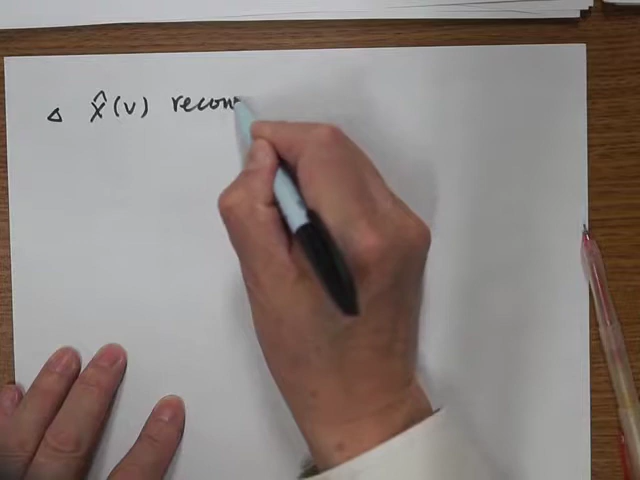 △ x̂(v) recon